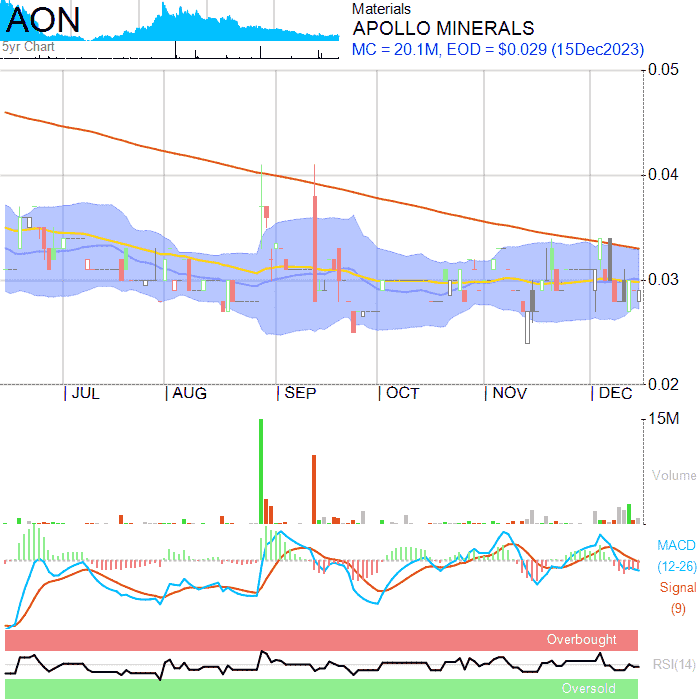 AON
5yr Chart
Materials
APOLLO MINERALS
MC = 20.1M, EOD = $0.029 (15Dec2023)
0.05
0.04
0.03
0.02
JUL AUG SEP OCT NOV DEC
15M
Volume
MACD
(12-26)
Signal
(9)
Overbought
RSI(14)
Oversold